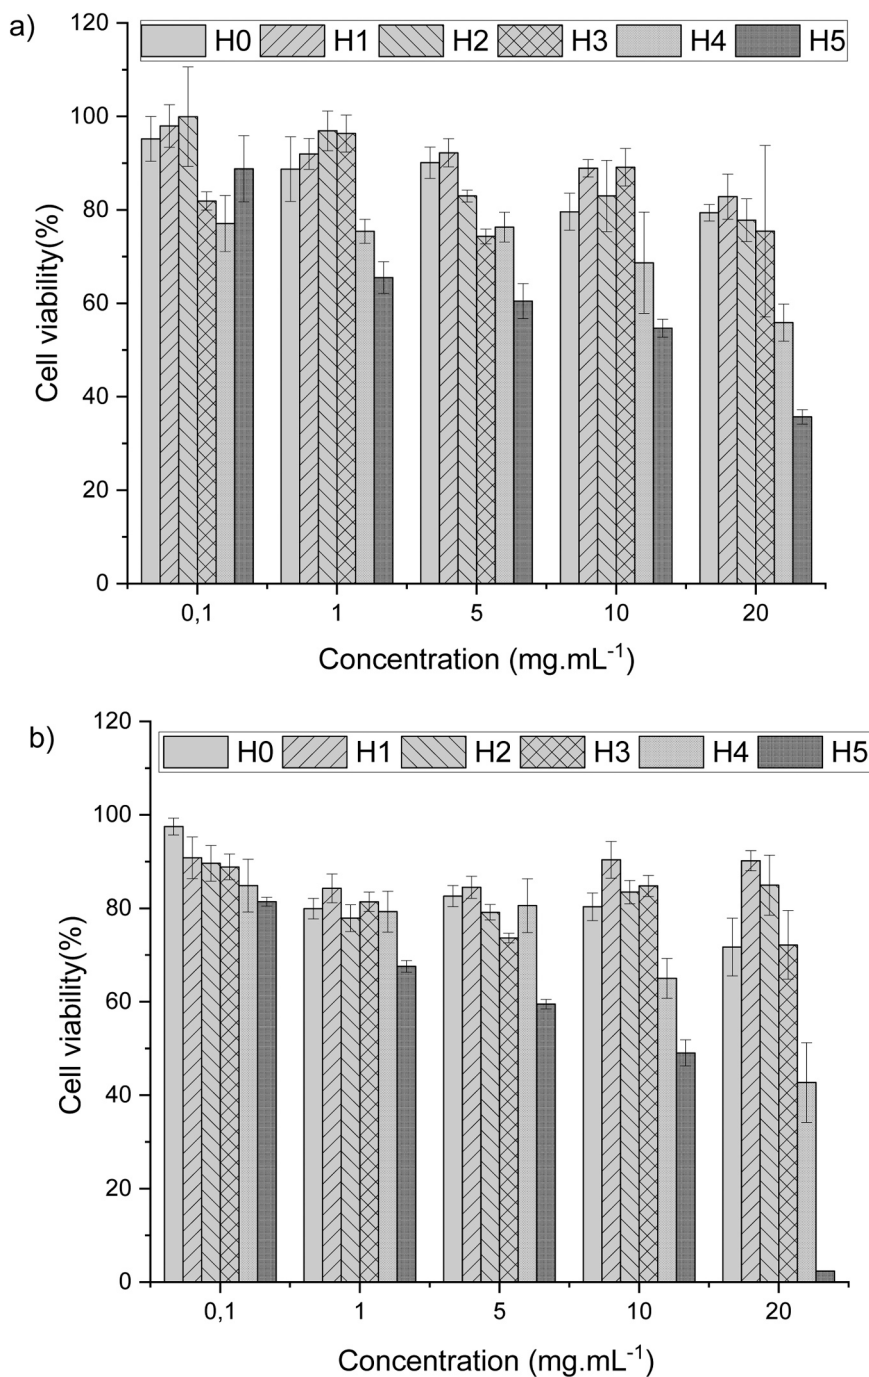 a)
120
100
80
60
40
20
0
H0 H1 H2 H3 H4 H5
Cell viability(%)
0,1 1 5 10 20
Concentration (mg.mL⁻¹)
b)
120
100
80
60
40
20
0
H0 H1 H2 H3 H4 H5
Cell viability(%)
0,1 1 5 10 20
Concentration (mg.mL⁻¹)